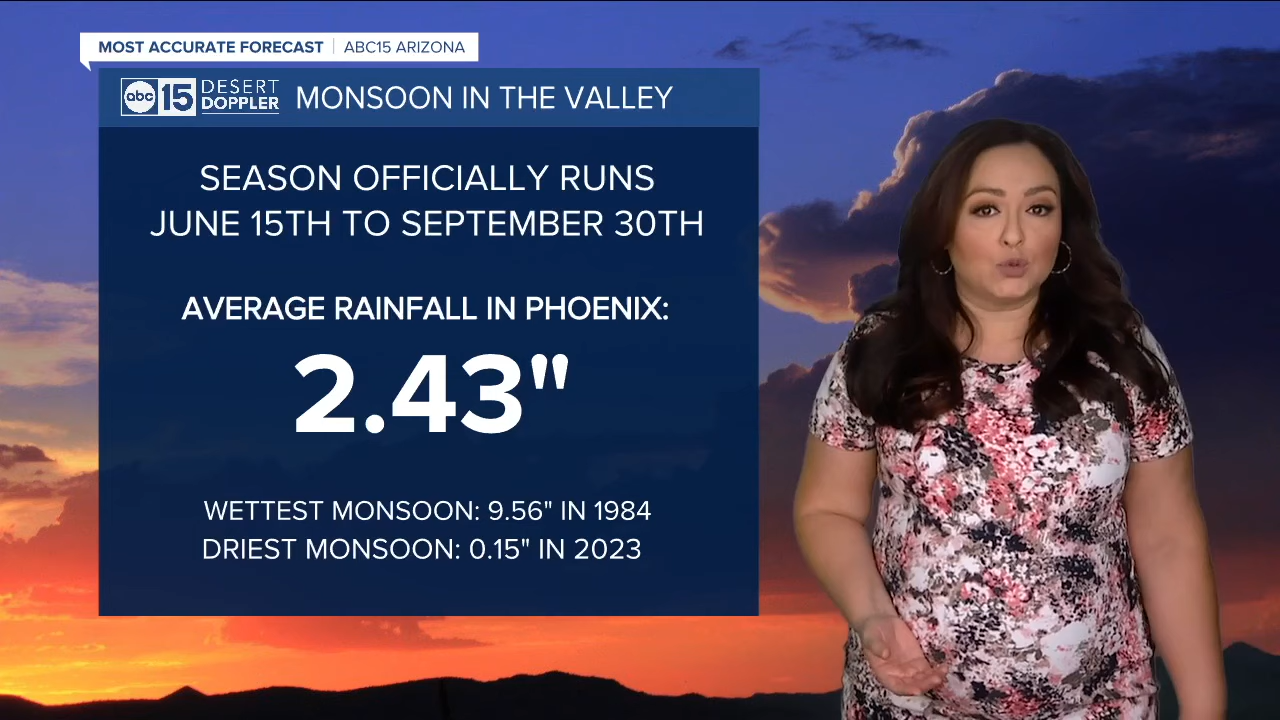 MOST ACCURATE FORECAST | ABC15 ARIZONA
abc 15 DESERT DOPPLER MONSOON IN THE VALLEY
SEASON OFFICIALLY RUNS
JUNE 15TH TO SEPTEMBER 30TH
AVERAGE RAINFALL IN PHOENIX:
2.43"
WETTEST MONSOON: 9.56" IN 1984
DRIEST MONSOON: 0.15" IN 2023